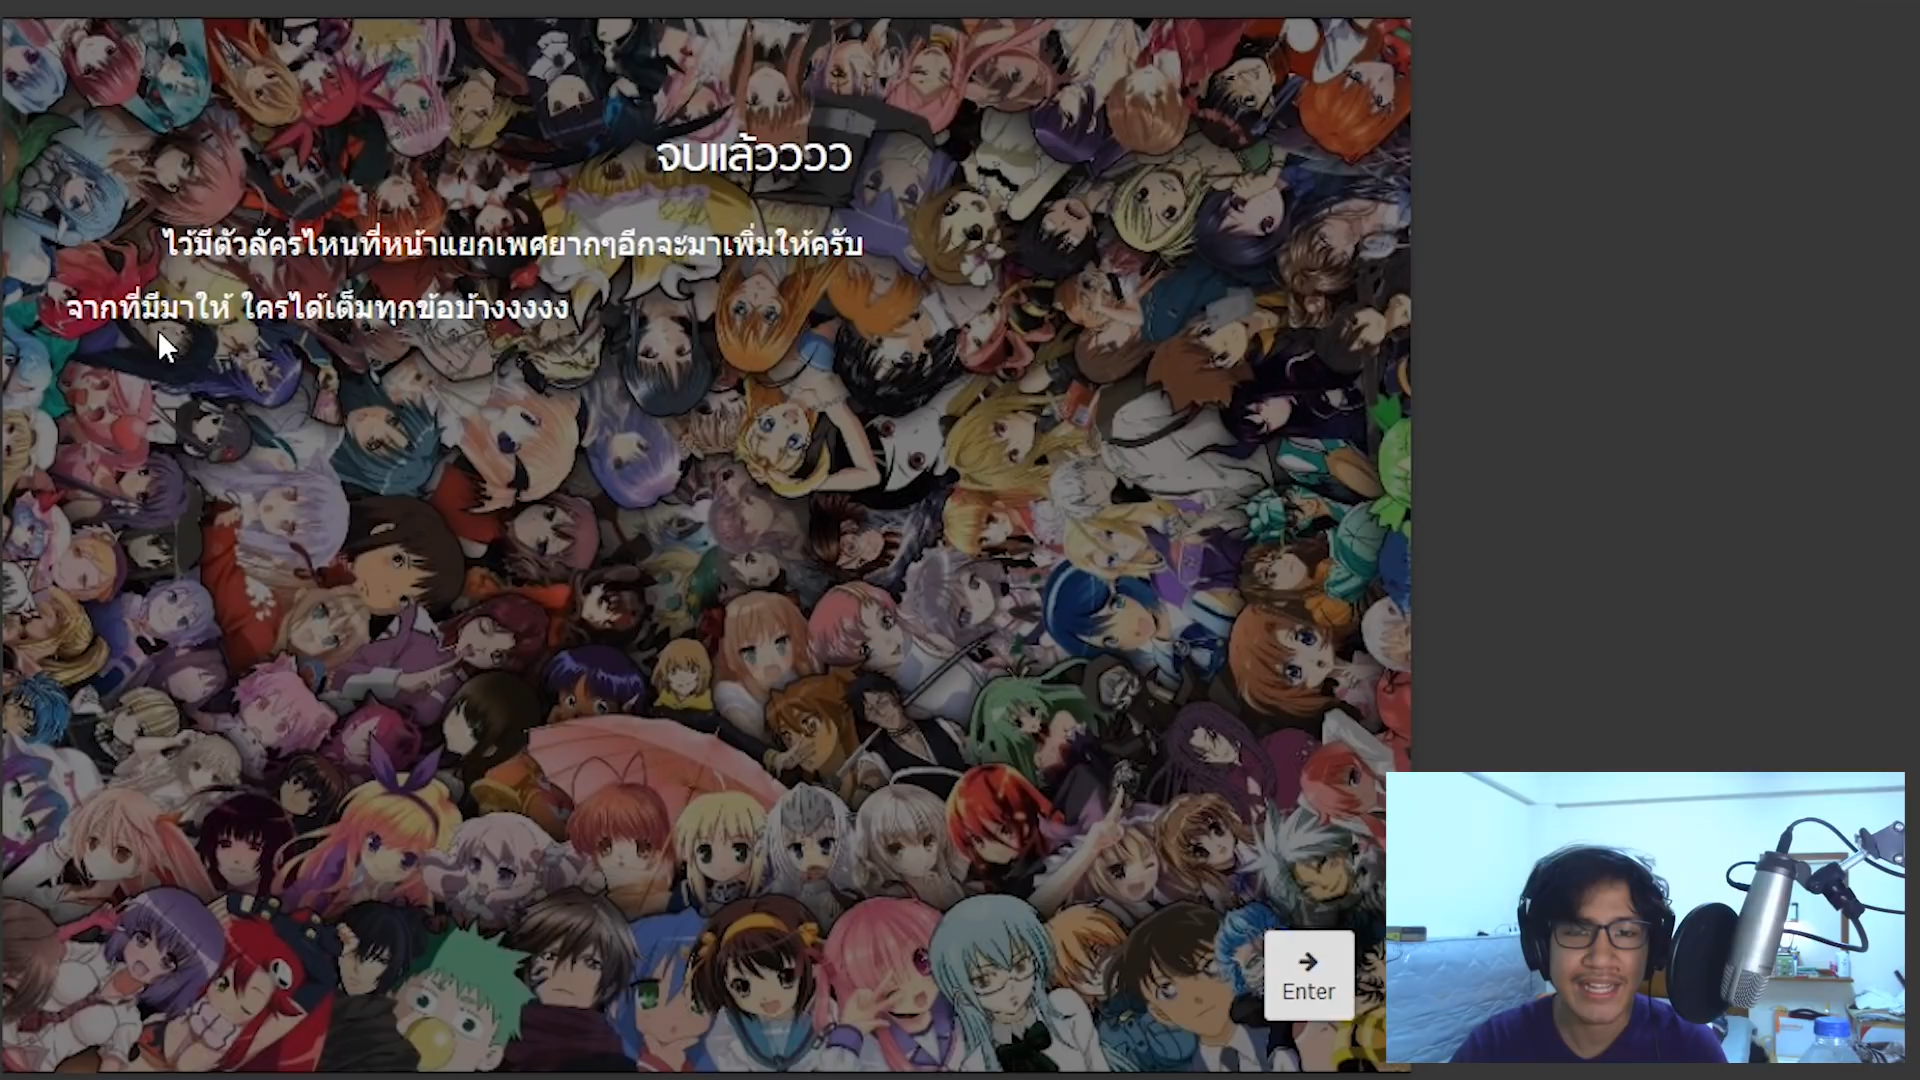 จบแล้วววว
ไว้มีตัวลัครไหนที่หน้าแยกเพศยากๆอีกจะมาเพิ่มให้ครับ
จากที่มีมาให้ ใครได้เต็มทุกข้อบ้างงงงง
Enter